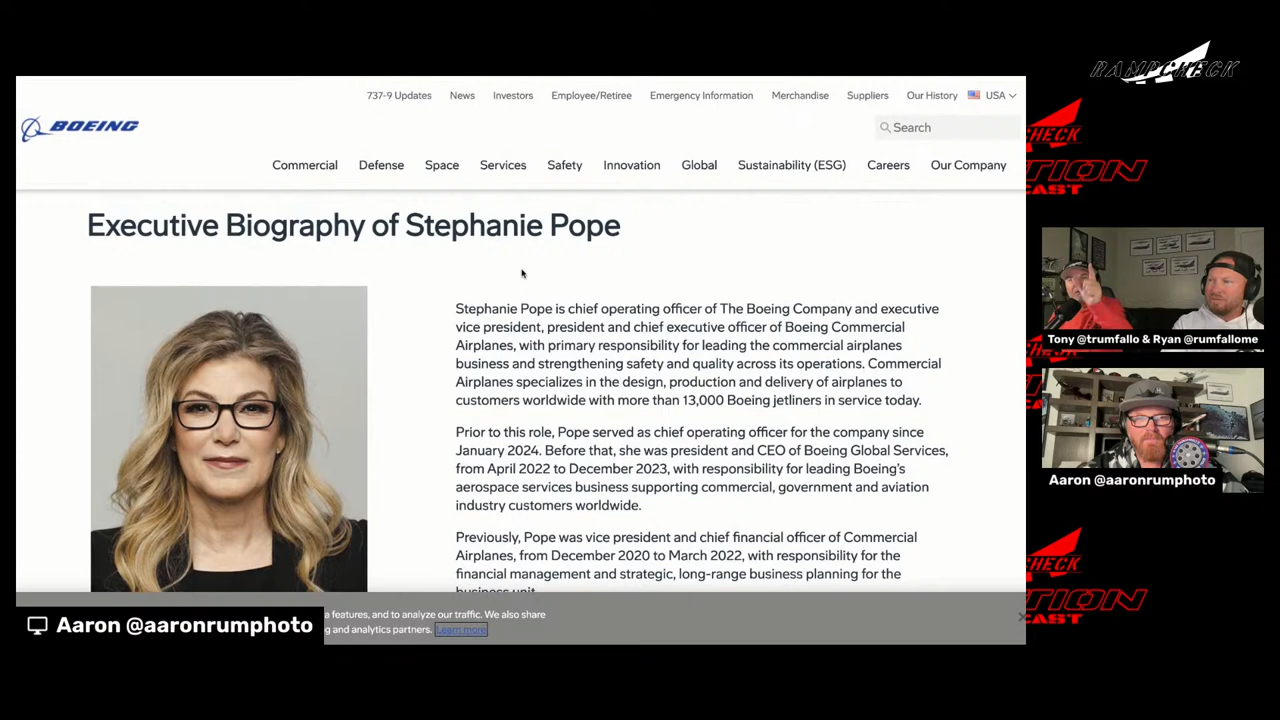 RAMPCHECK
737-9 Updates News Investors Employee/Retiree Emergency Information Merchandise Suppliers Our History USA
BOEING
Search
Commercial Defense Space Services Safety Innovation Global Sustainability (ESG) Careers Our Company
Executive Biography of Stephanie Pope
Stephanie Pope is chief operating officer of The Boeing Company and executive
vice president, president and chief executive officer of Boeing Commercial
Airplanes, with primary responsibility for leading the commercial airplanes
business and strengthening safety and quality across its operations. Commercial
Airplanes specializes in the design, production and delivery of airplanes to
customers worldwide with more than 13,000 Boeing jetliners in service today.
Prior to this role, Pope served as chief operating officer for the company since
January 2024. Before that, she was president and CEO of Boeing Global Services,
from April 2022 to December 2023, with responsibility for leading Boeing's
aerospace services business supporting commercial, government and aviation
industry customers worldwide.
Previously, Pope was vice president and chief financial officer of Commercial
Airplanes, from December 2020 to March 2022, with responsibility for the
financial management and strategic, long-range business planning for the
business unit.
features, and to analyze our traffic. We also share
and analytics partners. Learn more
Aaron @aaronrumphoto
CHECK
TION
CAST
Tony @trumfallo & Ryan @rumfallome
Aaron @aaronrumphoto
CHECK
TION
CAST